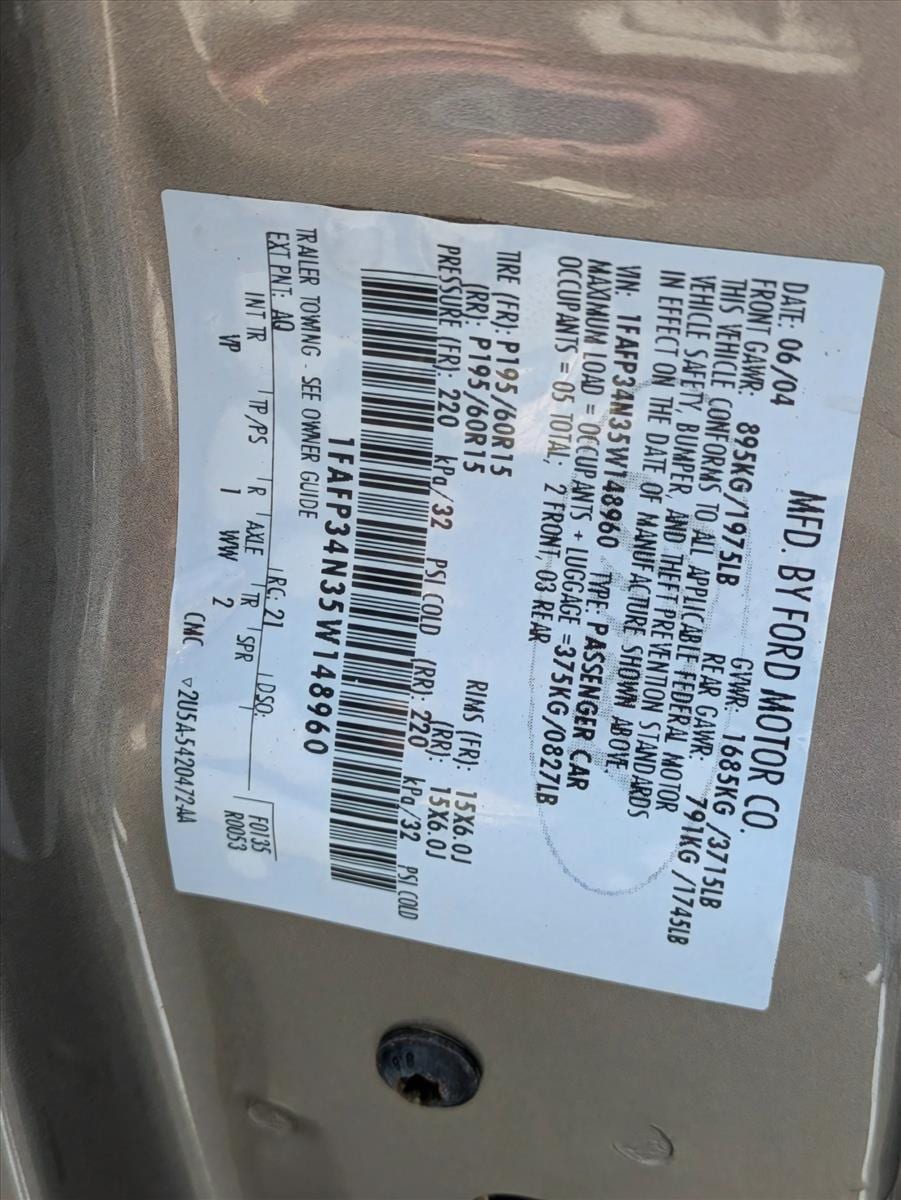 MFD. BY FORD MOTOR CO.
DATE: 06/04 GVWR: 1685KG /3715LB
FRONT GAWR: 895KG/1975LB REAR GAWR: 791KG /1745LB
THIS VEHICLE CONFORMS TO ALL APPLICABLE FEDERAL MOTOR
VEHICLE SAFETY, BUMPER, AND THEFT PREVENTION STANDARDS
IN EFFECT ON THE DATE OF MANUFACTURE SHOWN ABOVE
VIN: 1FAFP34N35W148960 TYPE: PASSENGER CAR
MAXIMUM LOAD = OCCUPANTS + LUGGAGE =375KG/0827LB
OCCUPANTS = 05 TOTAL; 2 FRONT, 03 REAR
TIRE (FR): P195/60R15 RIMS (FR): 15X6.0J
(RR): P195/60R15 (RR): 15X6.0J
PRESSURE (FR): 220 kPa/32 PSI COLD (RR): 220 kPa/32 PSI COLD
1FAFP34N35W148960
TRAILER TOWING - SEE OWNER GUIDE
EXT PNT: AQ RC: 21 DSO: F0135
INT TR TP/PS R AXLE TR SPR R0053
VP 1 WW 2
CMC ▽2U5A-5420472-AA